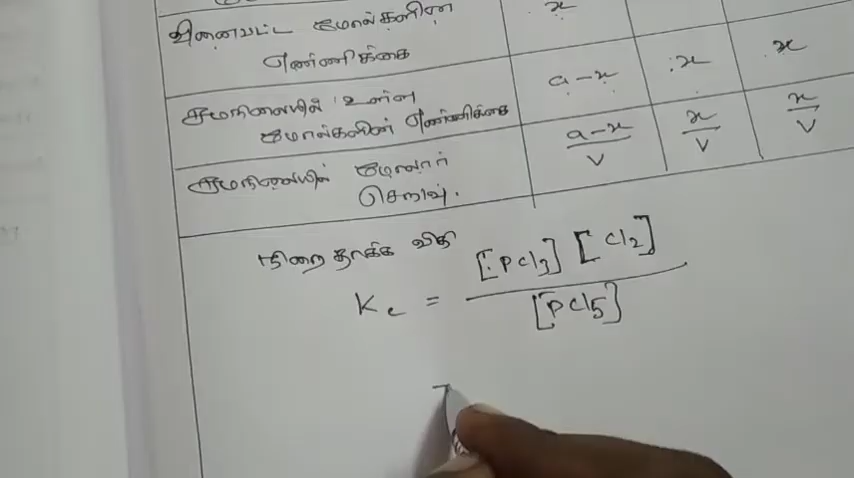 வினைபட்ட மோல்களின் x
எண்ணிக்கை
சமநிலையில் உள்ள a-x x x
மோல்களின் எண்ணிக்கை
சமநிலையில் மோலார் (a-x)/V x/V x/V
செறிவு.
நிறை தாக்க விதி
Kc = [PCl3] [Cl2] / [PCl5]